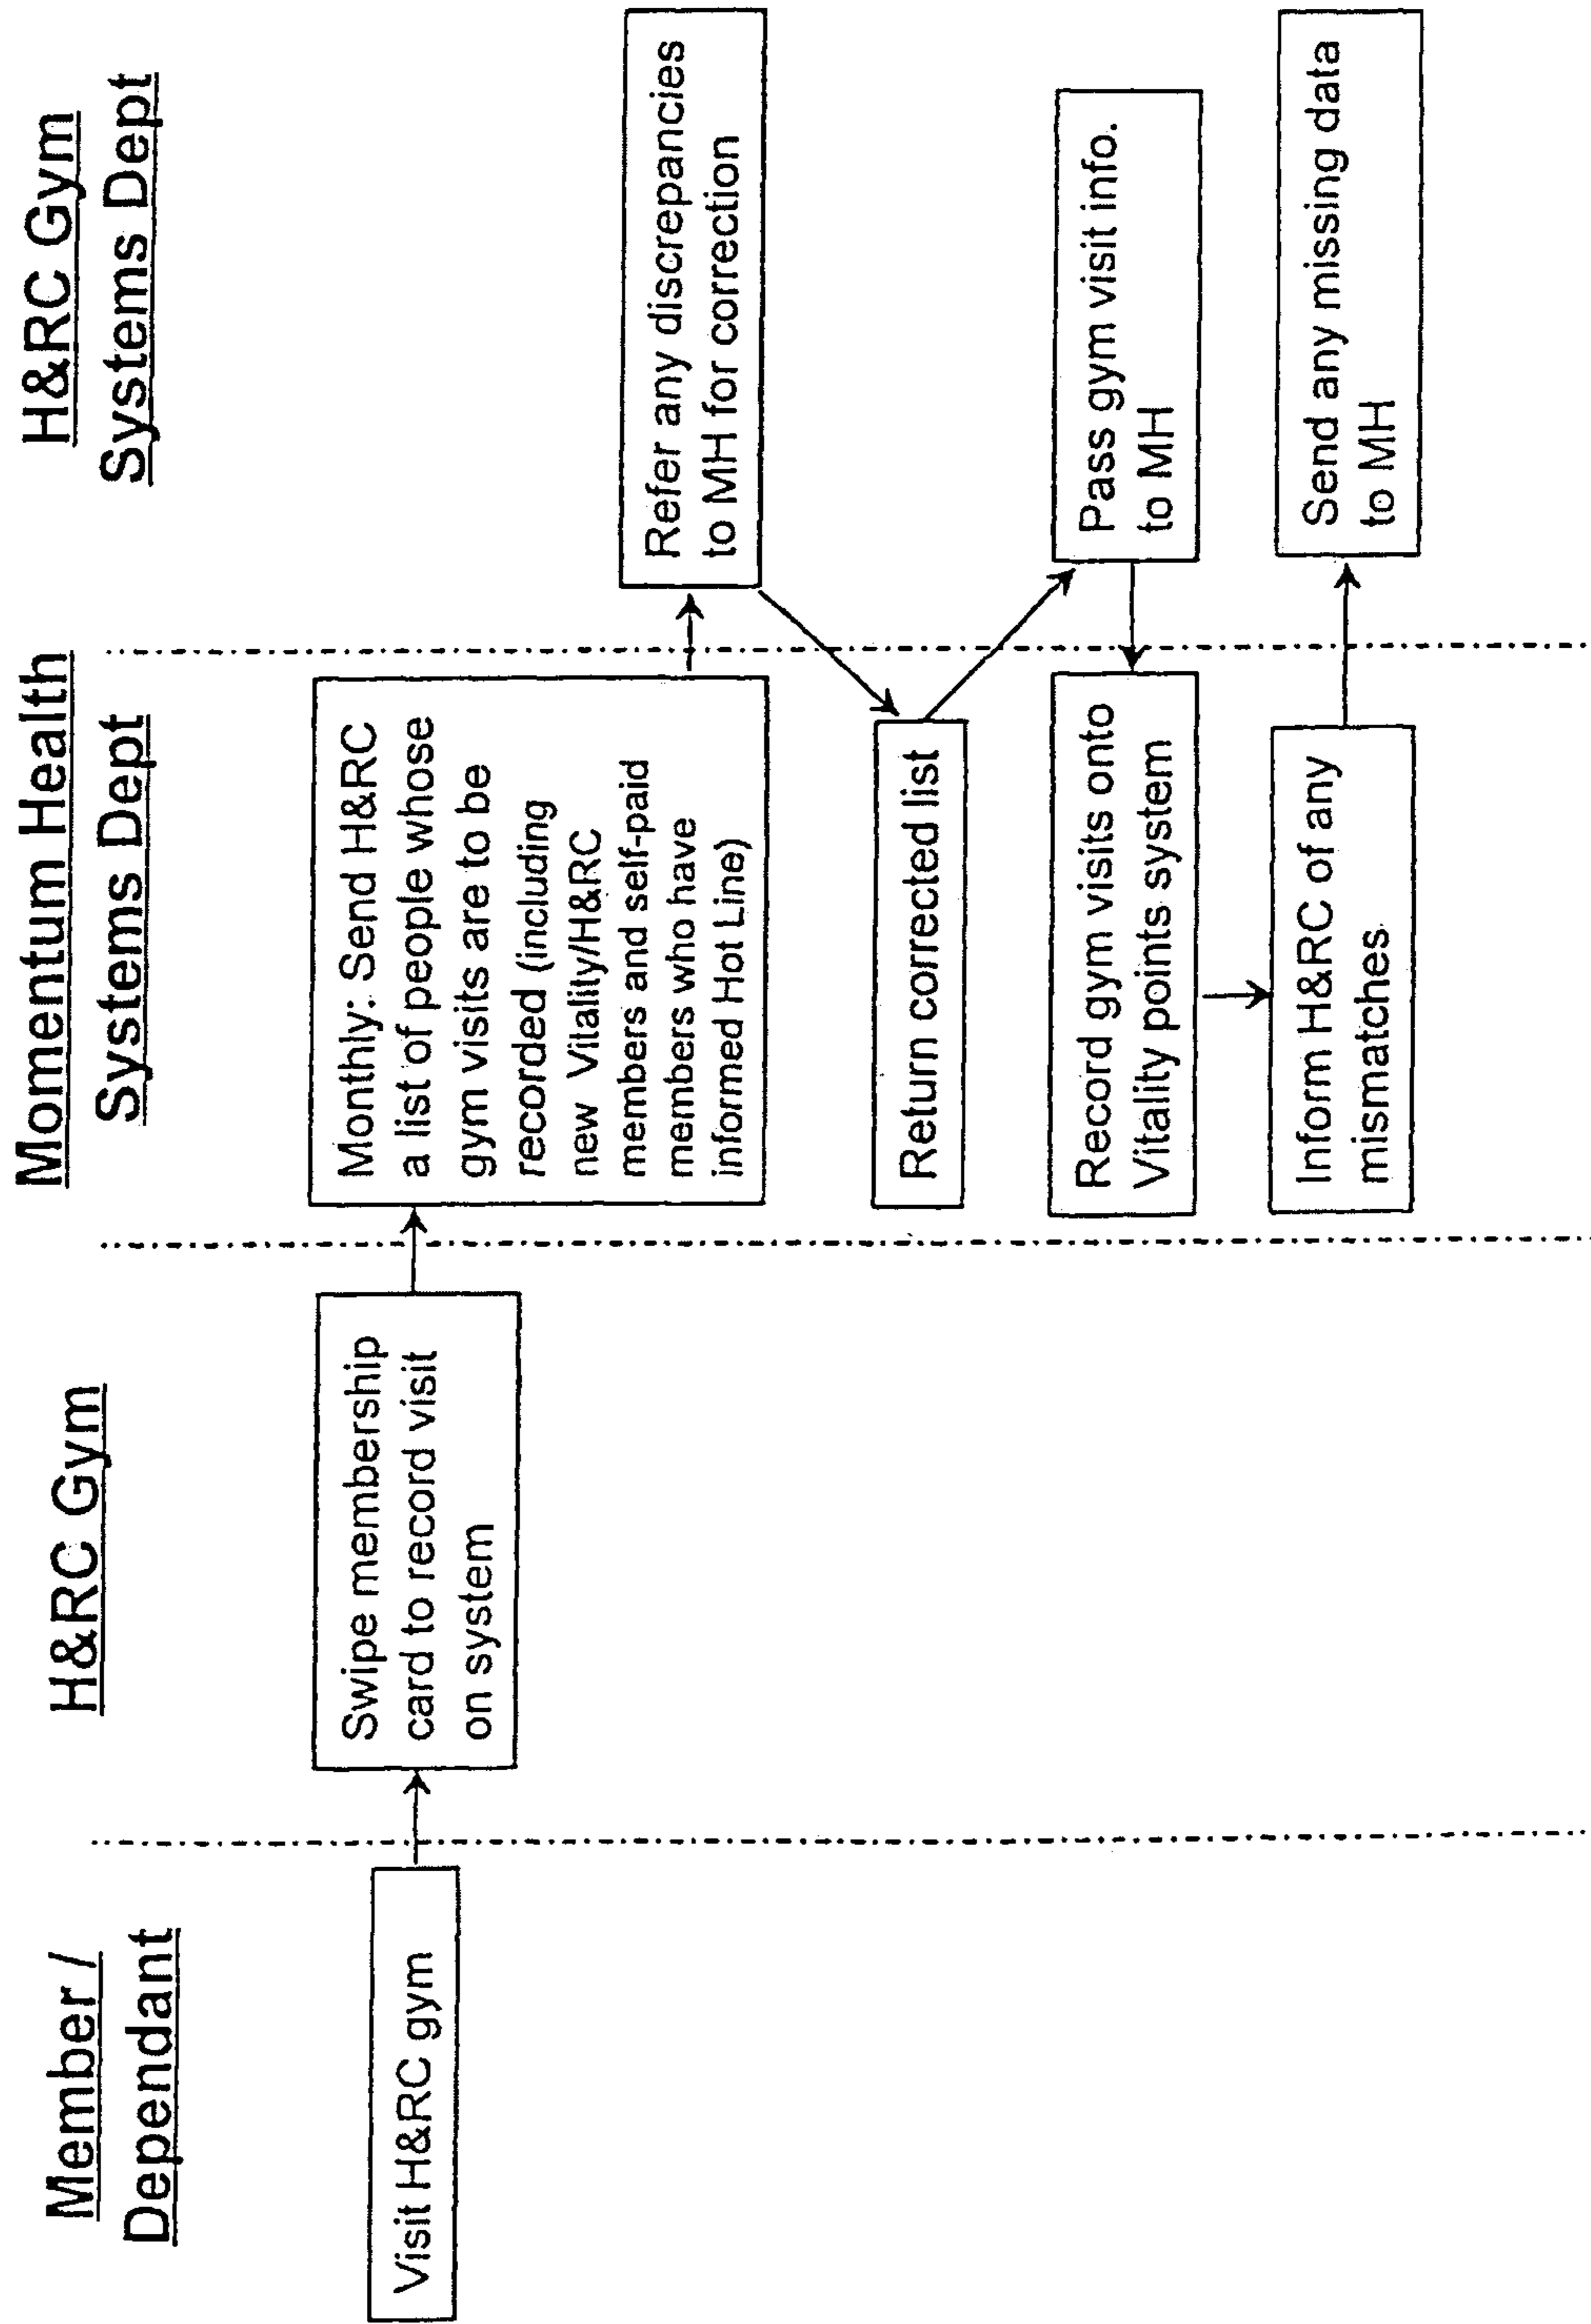 Member /
Dependant
H&RC Gym
Momentum Health
Systems Dept
H&RC Gym
Systems Dept
Visit H&RC gym
Swipe membership
card to record visit
on system
Monthly: Send H&RC
a list of people whose
gym visits are to be
recorded (including
new Vitality/H&RC
members and self-paid
members who have
informed Hot Line)
Refer any discrepancies
to MH for correction
Return corrected list
Pass gym visit info.
to MH
Record gym visits onto
Vitality points system
Inform H&RC of any
mismatches
Send any missing data
to MH